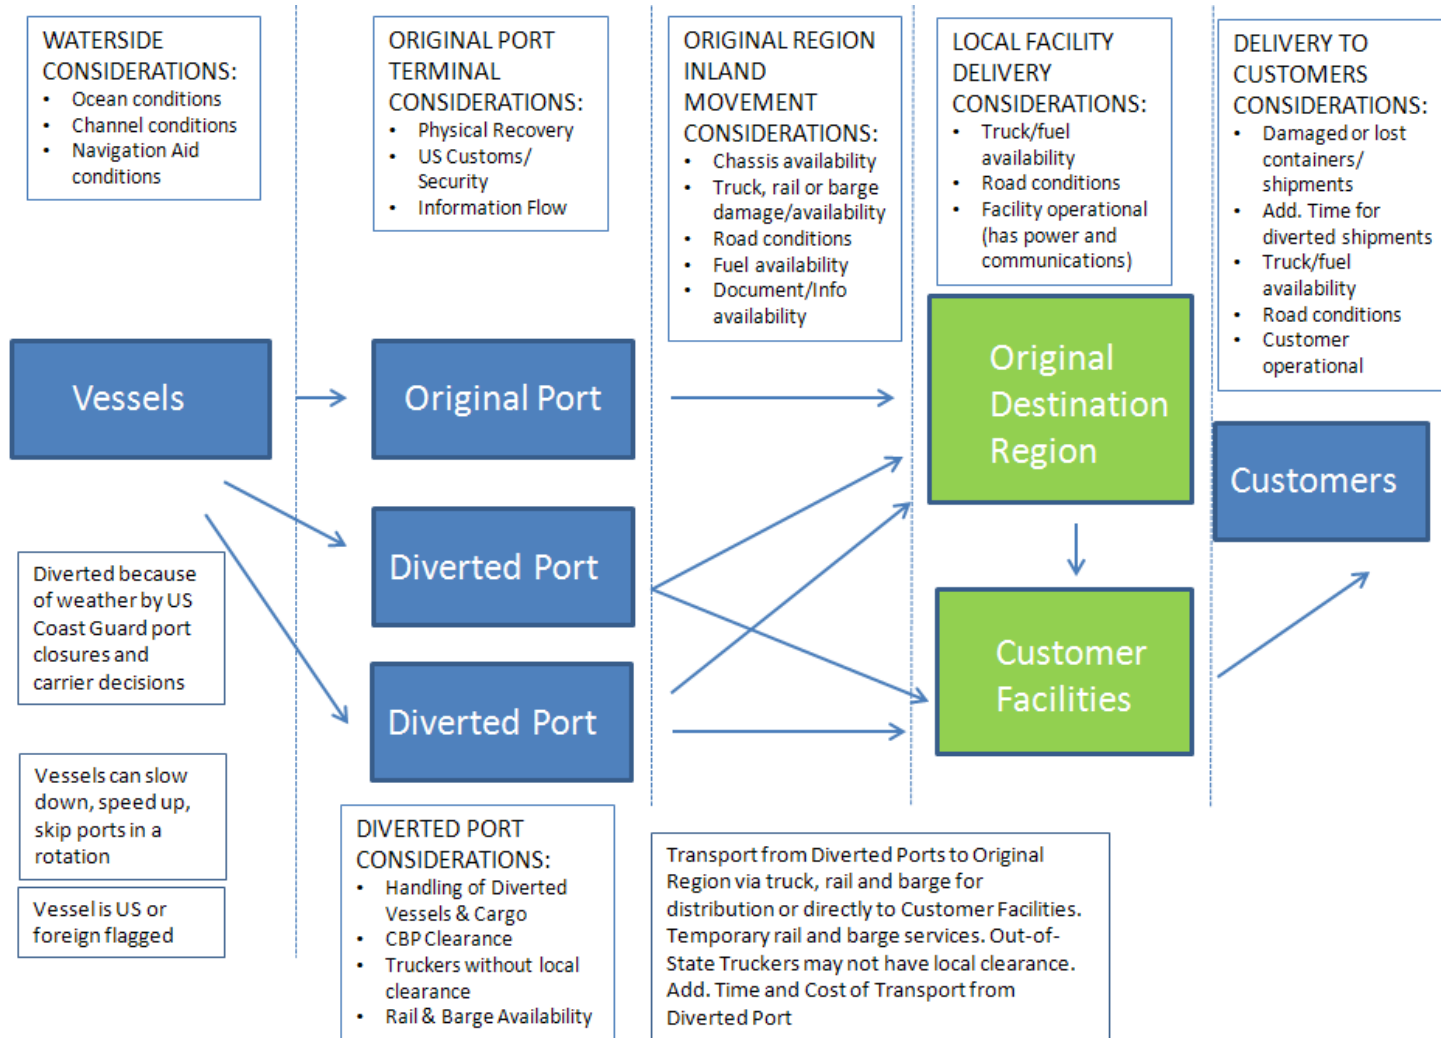 WATERSIDE
CONSIDERATIONS:
• Ocean conditions
• Channel conditions
• Navigation Aid
conditions
ORIGINAL PORT
TERMINAL
CONSIDERATIONS:
• Physical Recovery
• US Customs/
Security
• Information Flow
ORIGINAL REGION
INLAND
MOVEMENT
CONSIDERATIONS:
• Chassis availability
• Truck, rail or barge
damage/availability
• Road conditions
• Fuel availability
• Document/Info
availability
LOCAL FACILITY
DELIVERY
CONSIDERATIONS:
• Truck/fuel
availability
• Road conditions
• Facility operational
(has power and
communications)
DELIVERY TO
CUSTOMERS
CONSIDERATIONS:
• Damaged or lost
containers/
shipments
• Add. Time for
diverted shipments
• Truck/fuel
availability
• Road conditions
• Customer
operational
Vessels
Original Port
Original
Destination
Region
Customers
Diverted Port
Customer
Facilities
Diverted Port
Diverted because
of weather by US
Coast Guard port
closures and
carrier decisions
Vessels can slow
down, speed up,
skip ports in a
rotation
Vessel is US or
foreign flagged
DIVERTED PORT
CONSIDERATIONS:
• Handling of Diverted
Vessels & Cargo
• CBP Clearance
• Truckers without local
clearance
• Rail & Barge Availability
Transport from Diverted Ports to Original
Region via truck, rail and barge for
distribution or directly to Customer Facilities.
Temporary rail and barge services. Out-of-
State Truckers may not have local clearance.
Add. Time and Cost of Transport from
Diverted Port